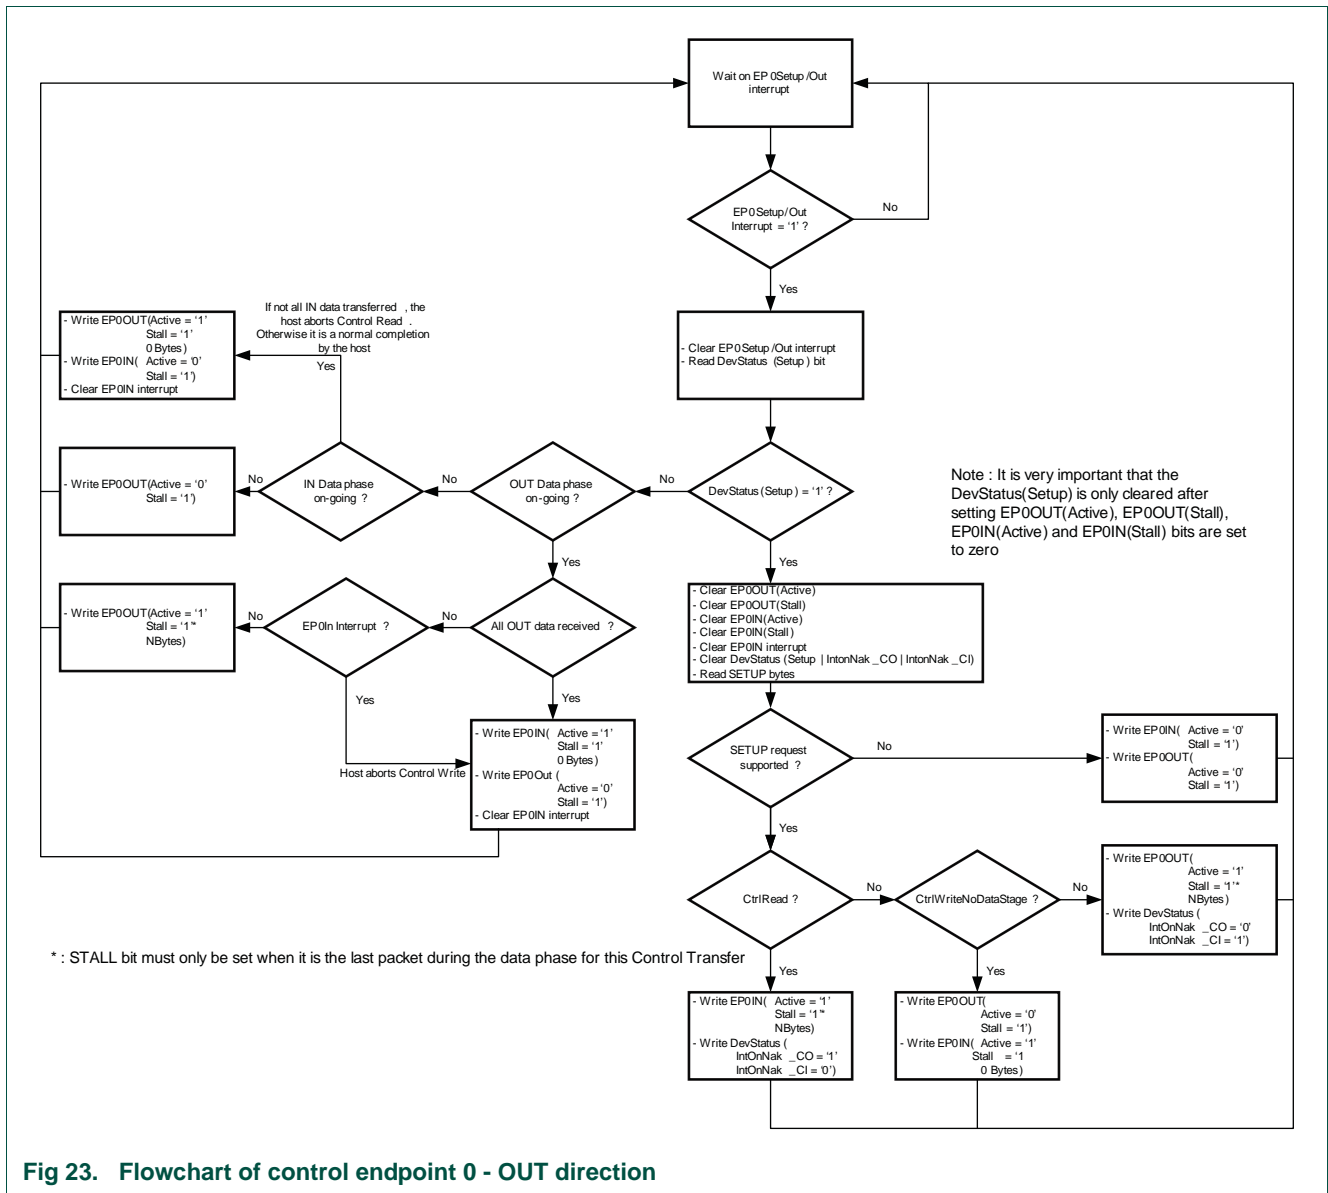 Wait on EP0Setup/Out
interrupt
EP0Setup/Out
Interrupt = '1' ?
No
Yes
- Clear EP0Setup/Out interrupt
- Read DevStatus (Setup) bit
If not all IN data transferred , the
host aborts Control Read .
Otherwise it is a normal completion
by the host
Yes
- Write EP0OUT(Active = '1'
Stall = '1'
0 Bytes)
- Write EP0IN( Active = '0'
Stall = '1')
- Clear EP0IN interrupt
DevStatus (Setup) = '1' ?
No
OUT Data phase
on-going ?
No
IN Data phase
on-going ?
No
- Write EP0OUT(Active = '0'
Stall = '1')
Note : It is very important that the
DevStatus(Setup) is only cleared after
setting EP0OUT(Active), EP0OUT(Stall),
EP0IN(Active) and EP0IN(Stall) bits are set
to zero
Yes
Yes
All OUT data received ?
No
EP0In Interrupt ?
No
- Write EP0OUT(Active = '1'
Stall = '1'*
NBytes)
- Clear EP0OUT(Active)
- Clear EP0OUT(Stall)
- Clear EP0IN(Active)
- Clear EP0IN(Stall)
- Clear EP0IN interrupt
- Clear DevStatus (Setup | IntonNak _CO | IntonNak _CI)
- Read SETUP bytes
Yes
Yes
Host aborts Control Write
- Write EP0IN( Active = '1'
Stall = '1'
0 Bytes)
- Write EP0Out (
Active = '0'
Stall = '1')
- Clear EP0IN interrupt
SETUP request
supported ?
No
- Write EP0IN( Active = '0'
Stall = '1')
- Write EP0OUT(
Active = '0'
Stall = '1')
Yes
CtrlRead ?
No
CtrlWriteNoDataStage ?
No
- Write EP0OUT(
Active = '1'
Stall = '1'*
NBytes)
- Write DevStatus (
IntOnNak _CO = '0'
IntOnNak _CI = '1')
* : STALL bit must only be set when it is the last packet during the data phase for this Control Transfer
Yes
Yes
- Write EP0IN( Active = '1'
Stall = '1'*
NBytes)
- Write DevStatus (
IntOnNak _CO = '1'
IntOnNak _CI = '0')
- Write EP0OUT(
Active = '0'
Stall = '1')
- Write EP0IN( Active = '1'
Stall = '1
0 Bytes)
Fig 23. Flowchart of control endpoint 0 - OUT direction